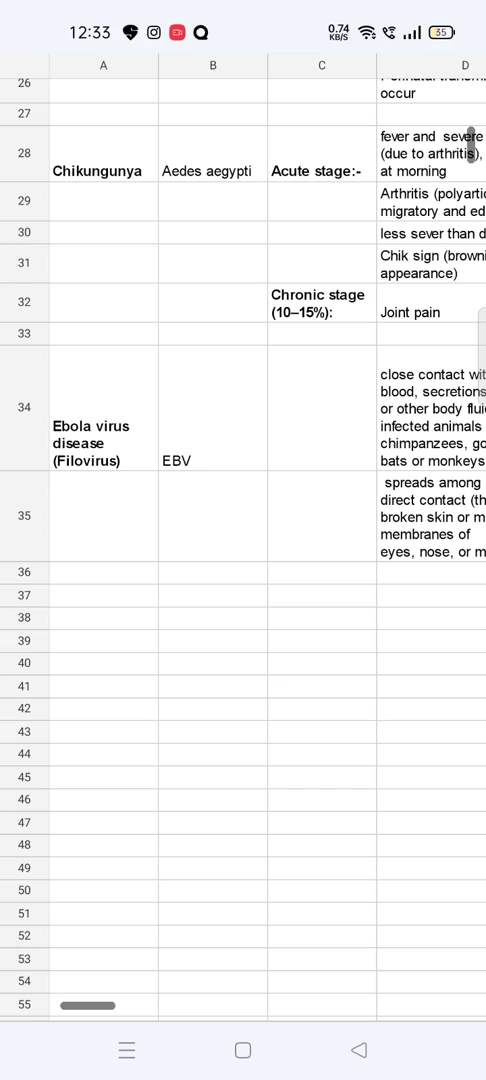 12:33
0.74
KB/S
35
A B C D
26
occur
27
28 Chikungunya Aedes aegypti Acute stage:- fever and severe
(due to arthritis),
at morning
29 Arthritis (polyartic
migratory and ed
30 less sever than d
31 Chik sign (browni
appearance)
32 Chronic stage
(10–15%): Joint pain
33
34 Ebola virus
disease
(Filovirus) EBV close contact wit
blood, secretions
or other body flui
infected animals
chimpanzees, go
bats or monkeys
35 spreads among
direct contact (th
broken skin or m
membranes of
eyes, nose, or m
36
37
38
39
40
41
42
43
44
45
46
47
48
49
50
51
52
53
54
55